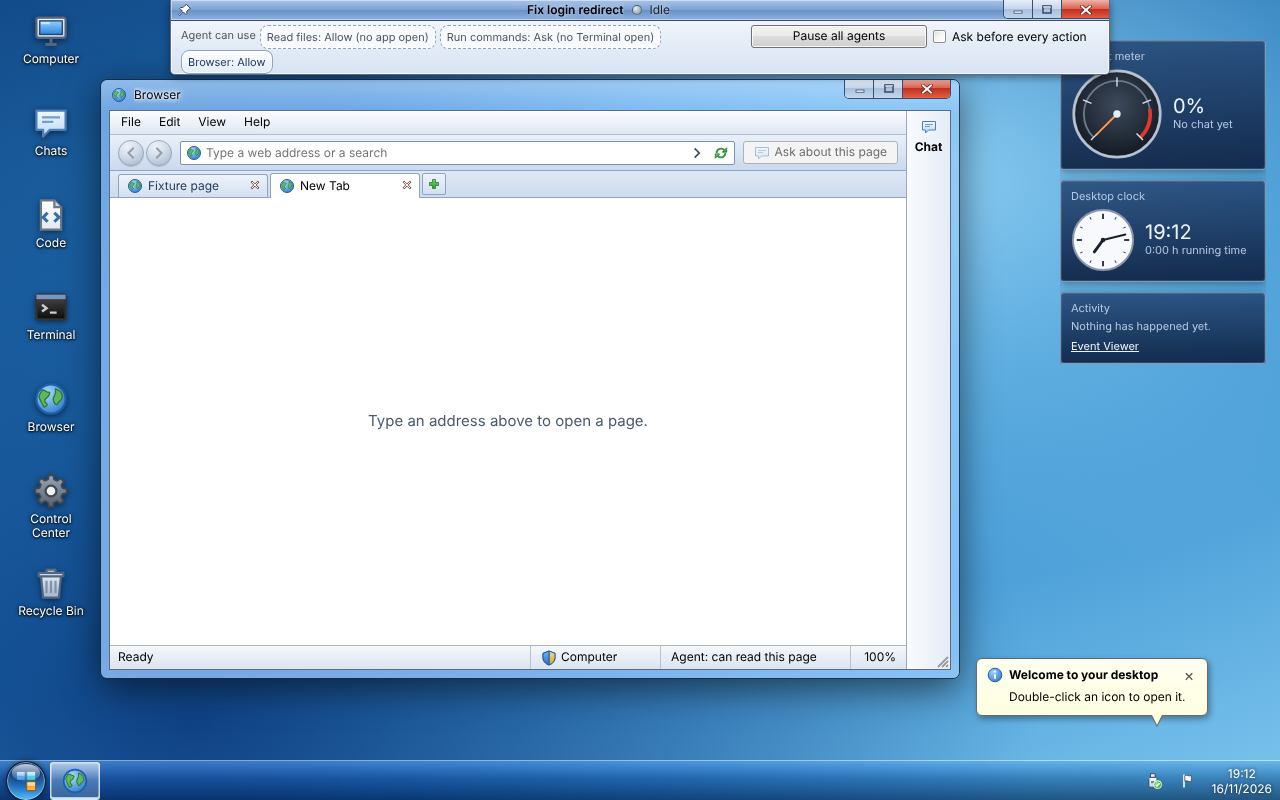 Fix login redirect Idle
Agent can use Read files: Allow (no app open) Run commands: Ask (no Terminal open) Pause all agents Ask before every action
Browser: Allow
Computer
Chats
Code
Terminal
Browser
Control
Center
Recycle Bin
Browser
File Edit View Help
Type a web address or a search Ask about this page
Fixture page New Tab
Type an address above to open a page.
Ready Computer Agent: can read this page 100%
Chat
meter
0%
No chat yet
Desktop clock
19:12
0:00 h running time
Activity
Nothing has happened yet.
Event Viewer
Welcome to your desktop
Double-click an icon to open it.
19:12
16/11/2026